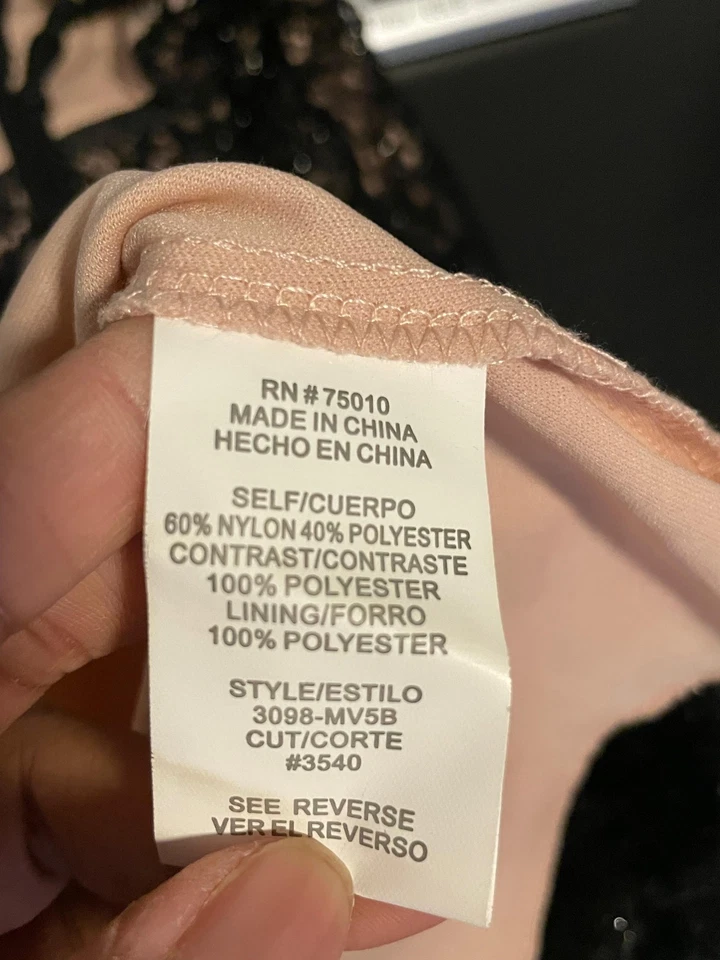 RN # 75010
MADE IN CHINA
HECHO EN CHINA
SELF/CUERPO
60% NYLON 40% POLYESTER
CONTRAST/CONTRASTE
100% POLYESTER
LINING/FORRO
100% POLYESTER
STYLE/ESTILO
3098-MV5B
CUT/CORTE
#3540
SEE REVERSE
VER EL REVERSO